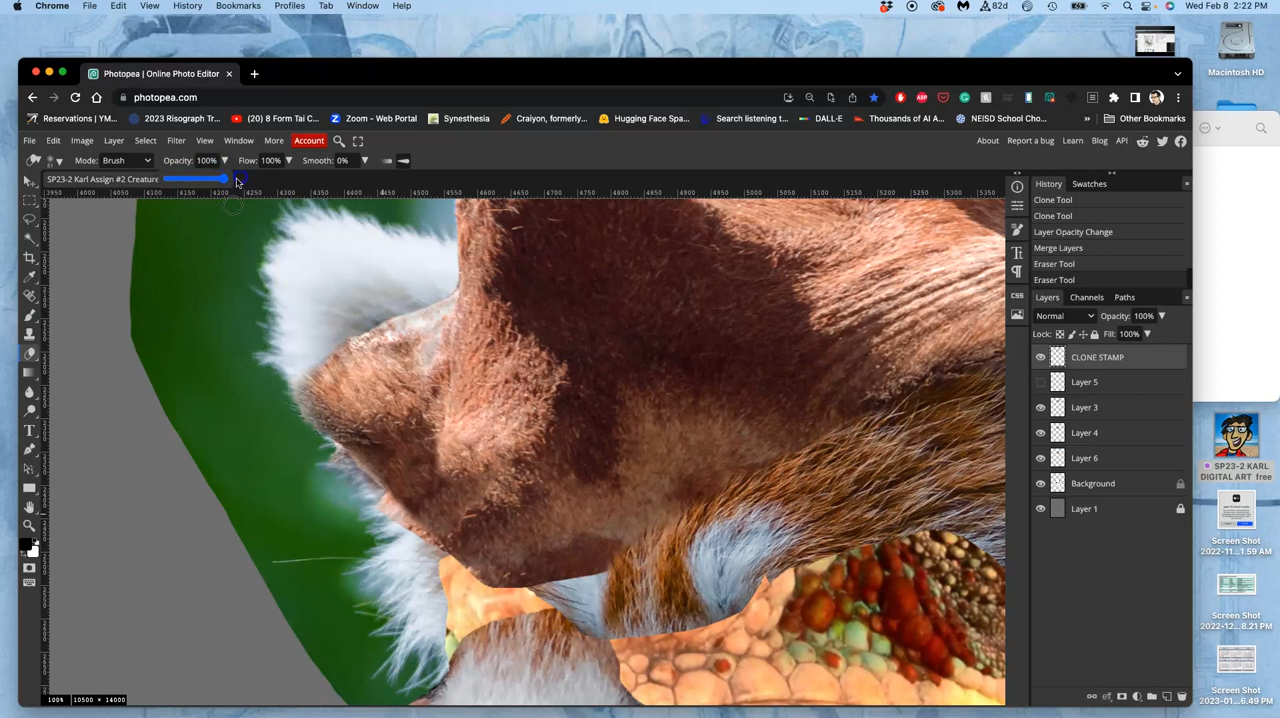 Chrome File Edit View History Bookmarks Profiles Tab Window Help 82d Wed Feb 8 2:22 PM
Photopea | Online Photo Editor
photopea.com
Reservations | YM... 2023 Risograph Tr... (20) 8 Form Tai C... Zoom - Web Portal Synesthesia Craiyon, formerly... Hugging Face Spa... Search listening t... DALL·E Thousands of AI A... NEISD School Cho... Other Bookmarks
File Edit Image Layer Select Filter View Window More Account About Report a bug Learn Blog API
Mode: Brush Opacity: 100% Flow: 100% Smooth: 0%
SP23-2 Karl Assign #2 Creature
3950 4000 4050 4100 4150 4200 4250 4300 4350 4400 4450 4500 4550 4600 4650 4700 4750 4800 4850 4900 4950 5000 5050 5100 5150 5200 5250 5300 5350
History Swatches
Clone Tool
Clone Tool
Layer Opacity Change
Merge Layers
Eraser Tool
Eraser Tool
Layers Channels Paths
Normal Opacity: 100%
Lock: Fill: 100%
CLONE STAMP
Layer 5
Layer 3
Layer 4
Layer 6
Background
Layer 1
CSS
100% 10500 × 14000
Macintosh HD
SP23-2 KARL
DIGITAL ART free
Screen Shot
2022-11...1.59 AM
Screen Shot
2022-12...8.21 PM
Screen Shot
2023-01...6.49 PM